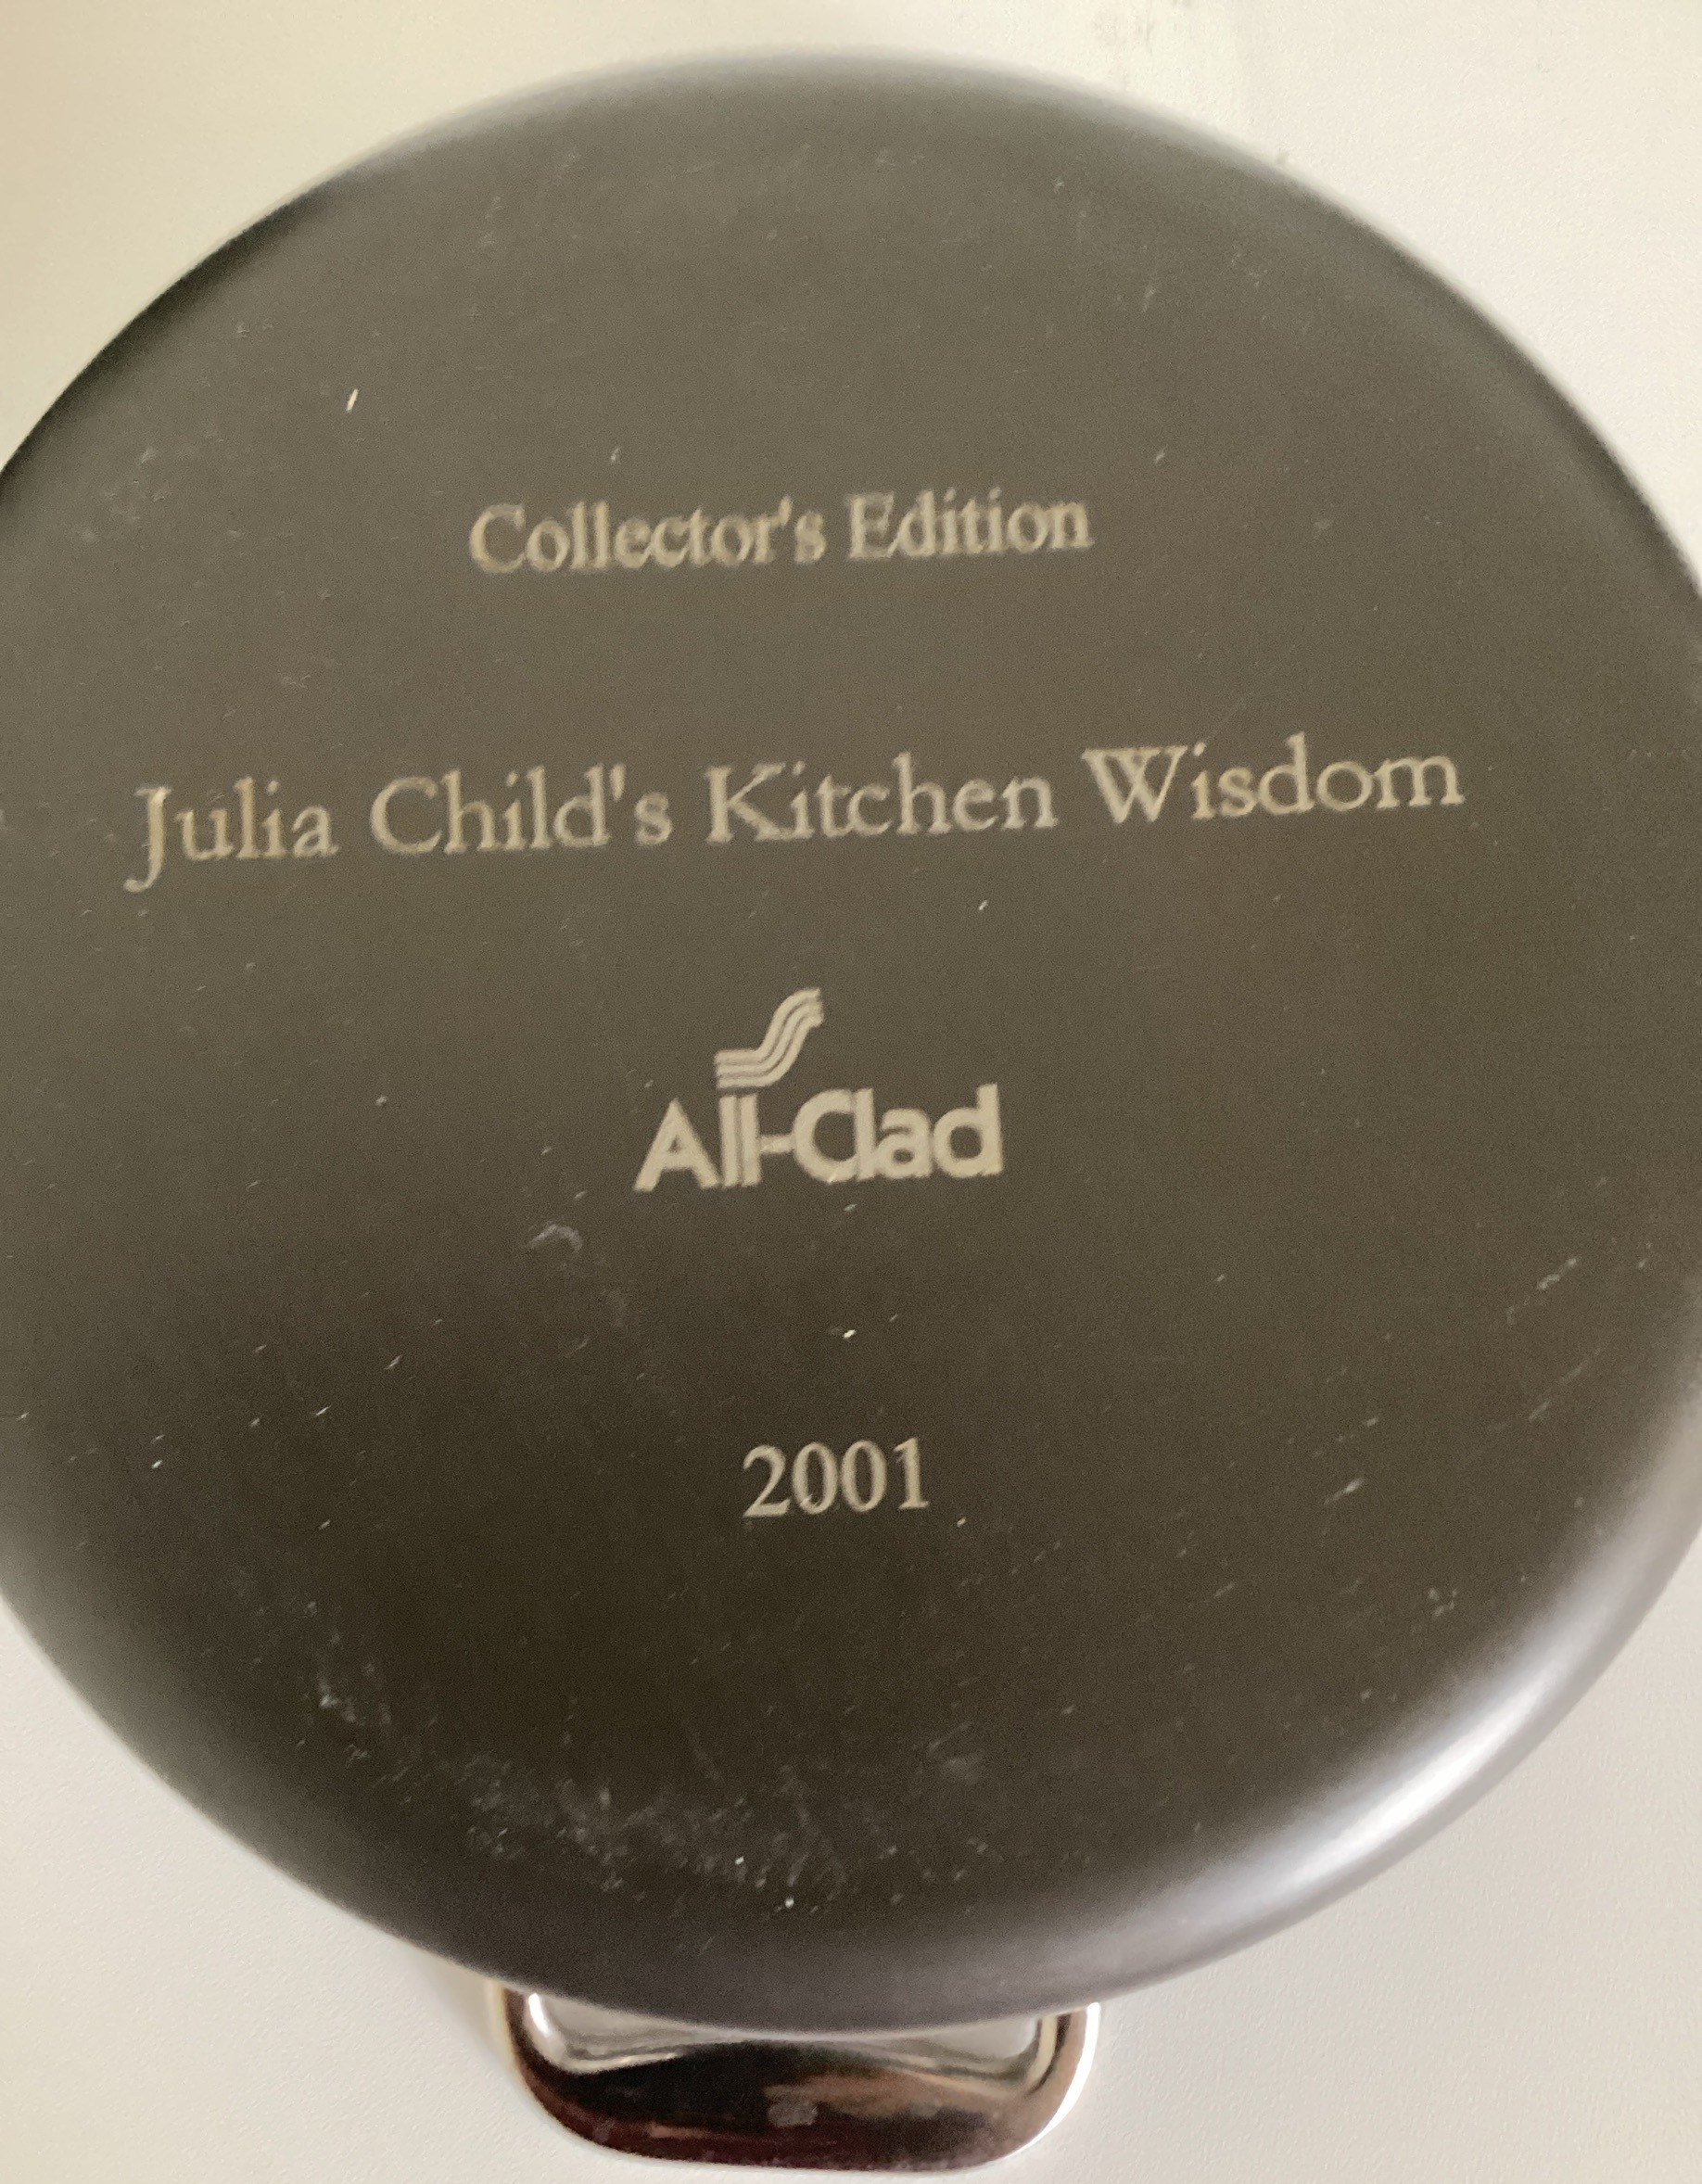 Collector's Edition
Julia Child's Kitchen Wisdom
All-Clad
2001